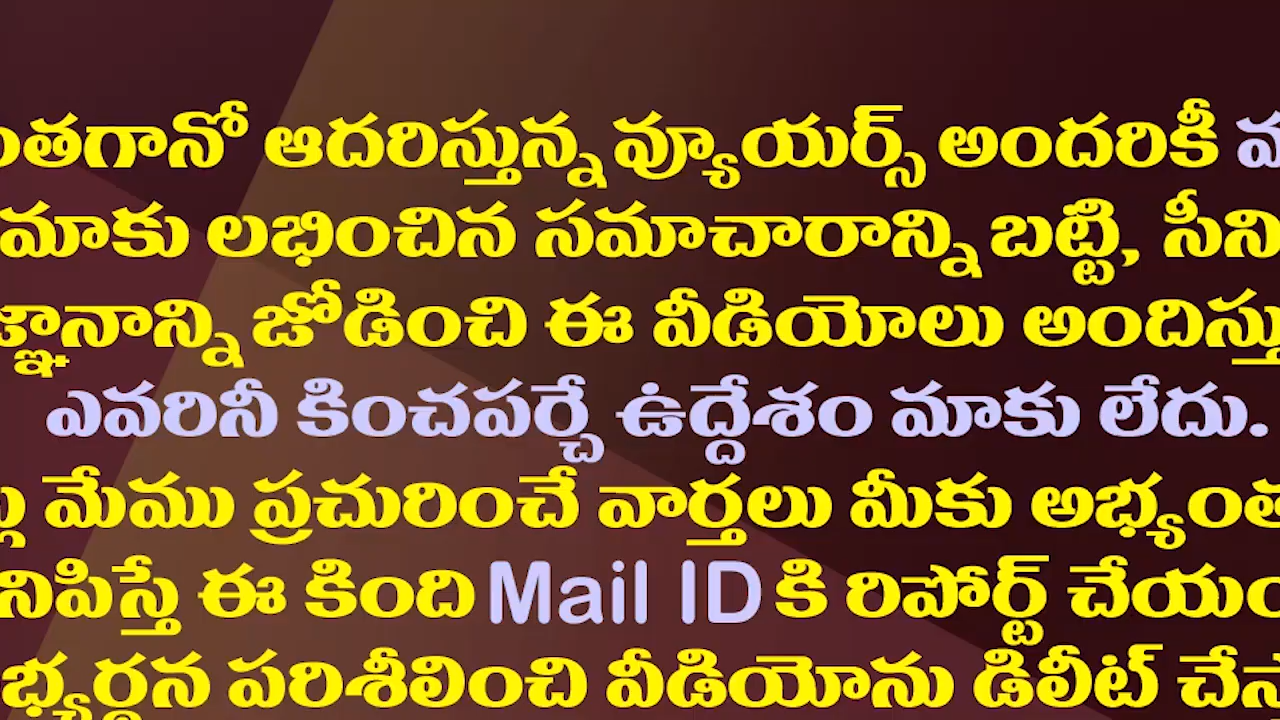 ఆదరిస్తున్న వ్యూయర్స్ అందరికీ
మాకు లభించిన సమాచారాన్ని బట్టి,
జోడించి ఈ వీడియోలు
ఎవరినీ కించపర్చే ఉద్దేశం మాకు లేదు.
మేము ప్రచురించే వార్తలు మీకు
ఈ కింది Mail ID కి రిపోర్ట్
పరిశీలించి వీడియోను డిలీట్